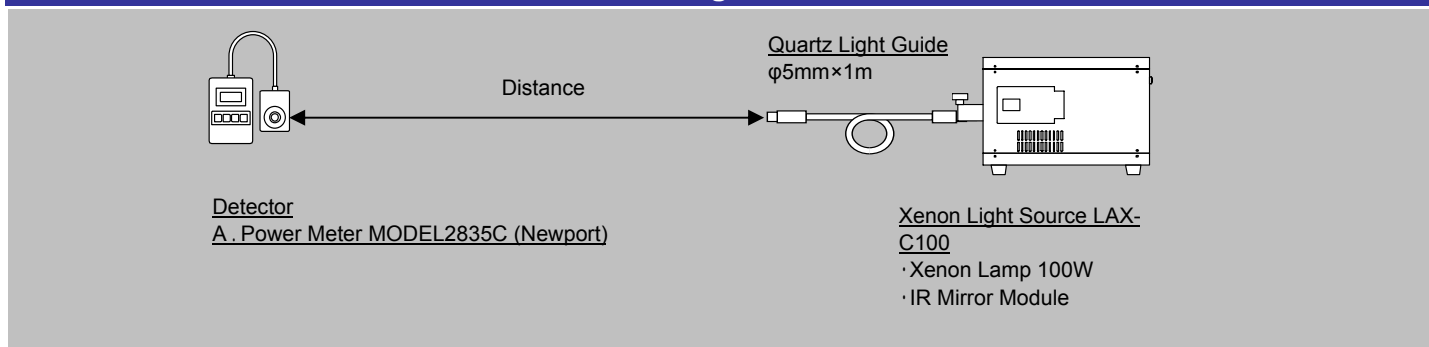 Quartz Light Guide
φ5mm×1m
Distance
Detector
A . Power Meter MODEL2835C (Newport)
Xenon Light Source LAX-
C100
･Xenon Lamp 100W
･IR Mirror Module